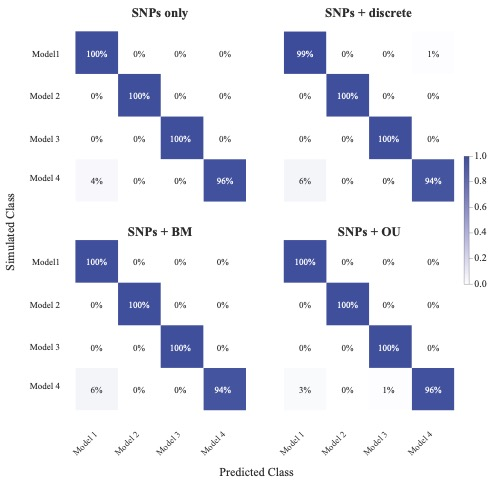 SNPs only
SNPs + discrete
Model1 100% 0% 0% 0% 99% 0% 0% 1%
Model 2 0% 100% 0% 0% 0% 100% 0% 0%
Model 3 0% 0% 100% 0% 0% 0% 100% 0%
Model 4 4% 0% 0% 96% 6% 0% 0% 94%
1.0
0.8
0.6
0.4
0.2
0.0
Simulated Class
SNPs + BM
SNPs + OU
Model1 100% 0% 0% 0% 100% 0% 0% 0%
Model 2 0% 100% 0% 0% 0% 100% 0% 0%
Model 3 0% 0% 100% 0% 0% 0% 100% 0%
Model 4 6% 0% 0% 94% 3% 0% 1% 96%
Model 1 Model 2 Model 3 Model 4 Model 1 Model 2 Model 3 Model 4
Predicted Class